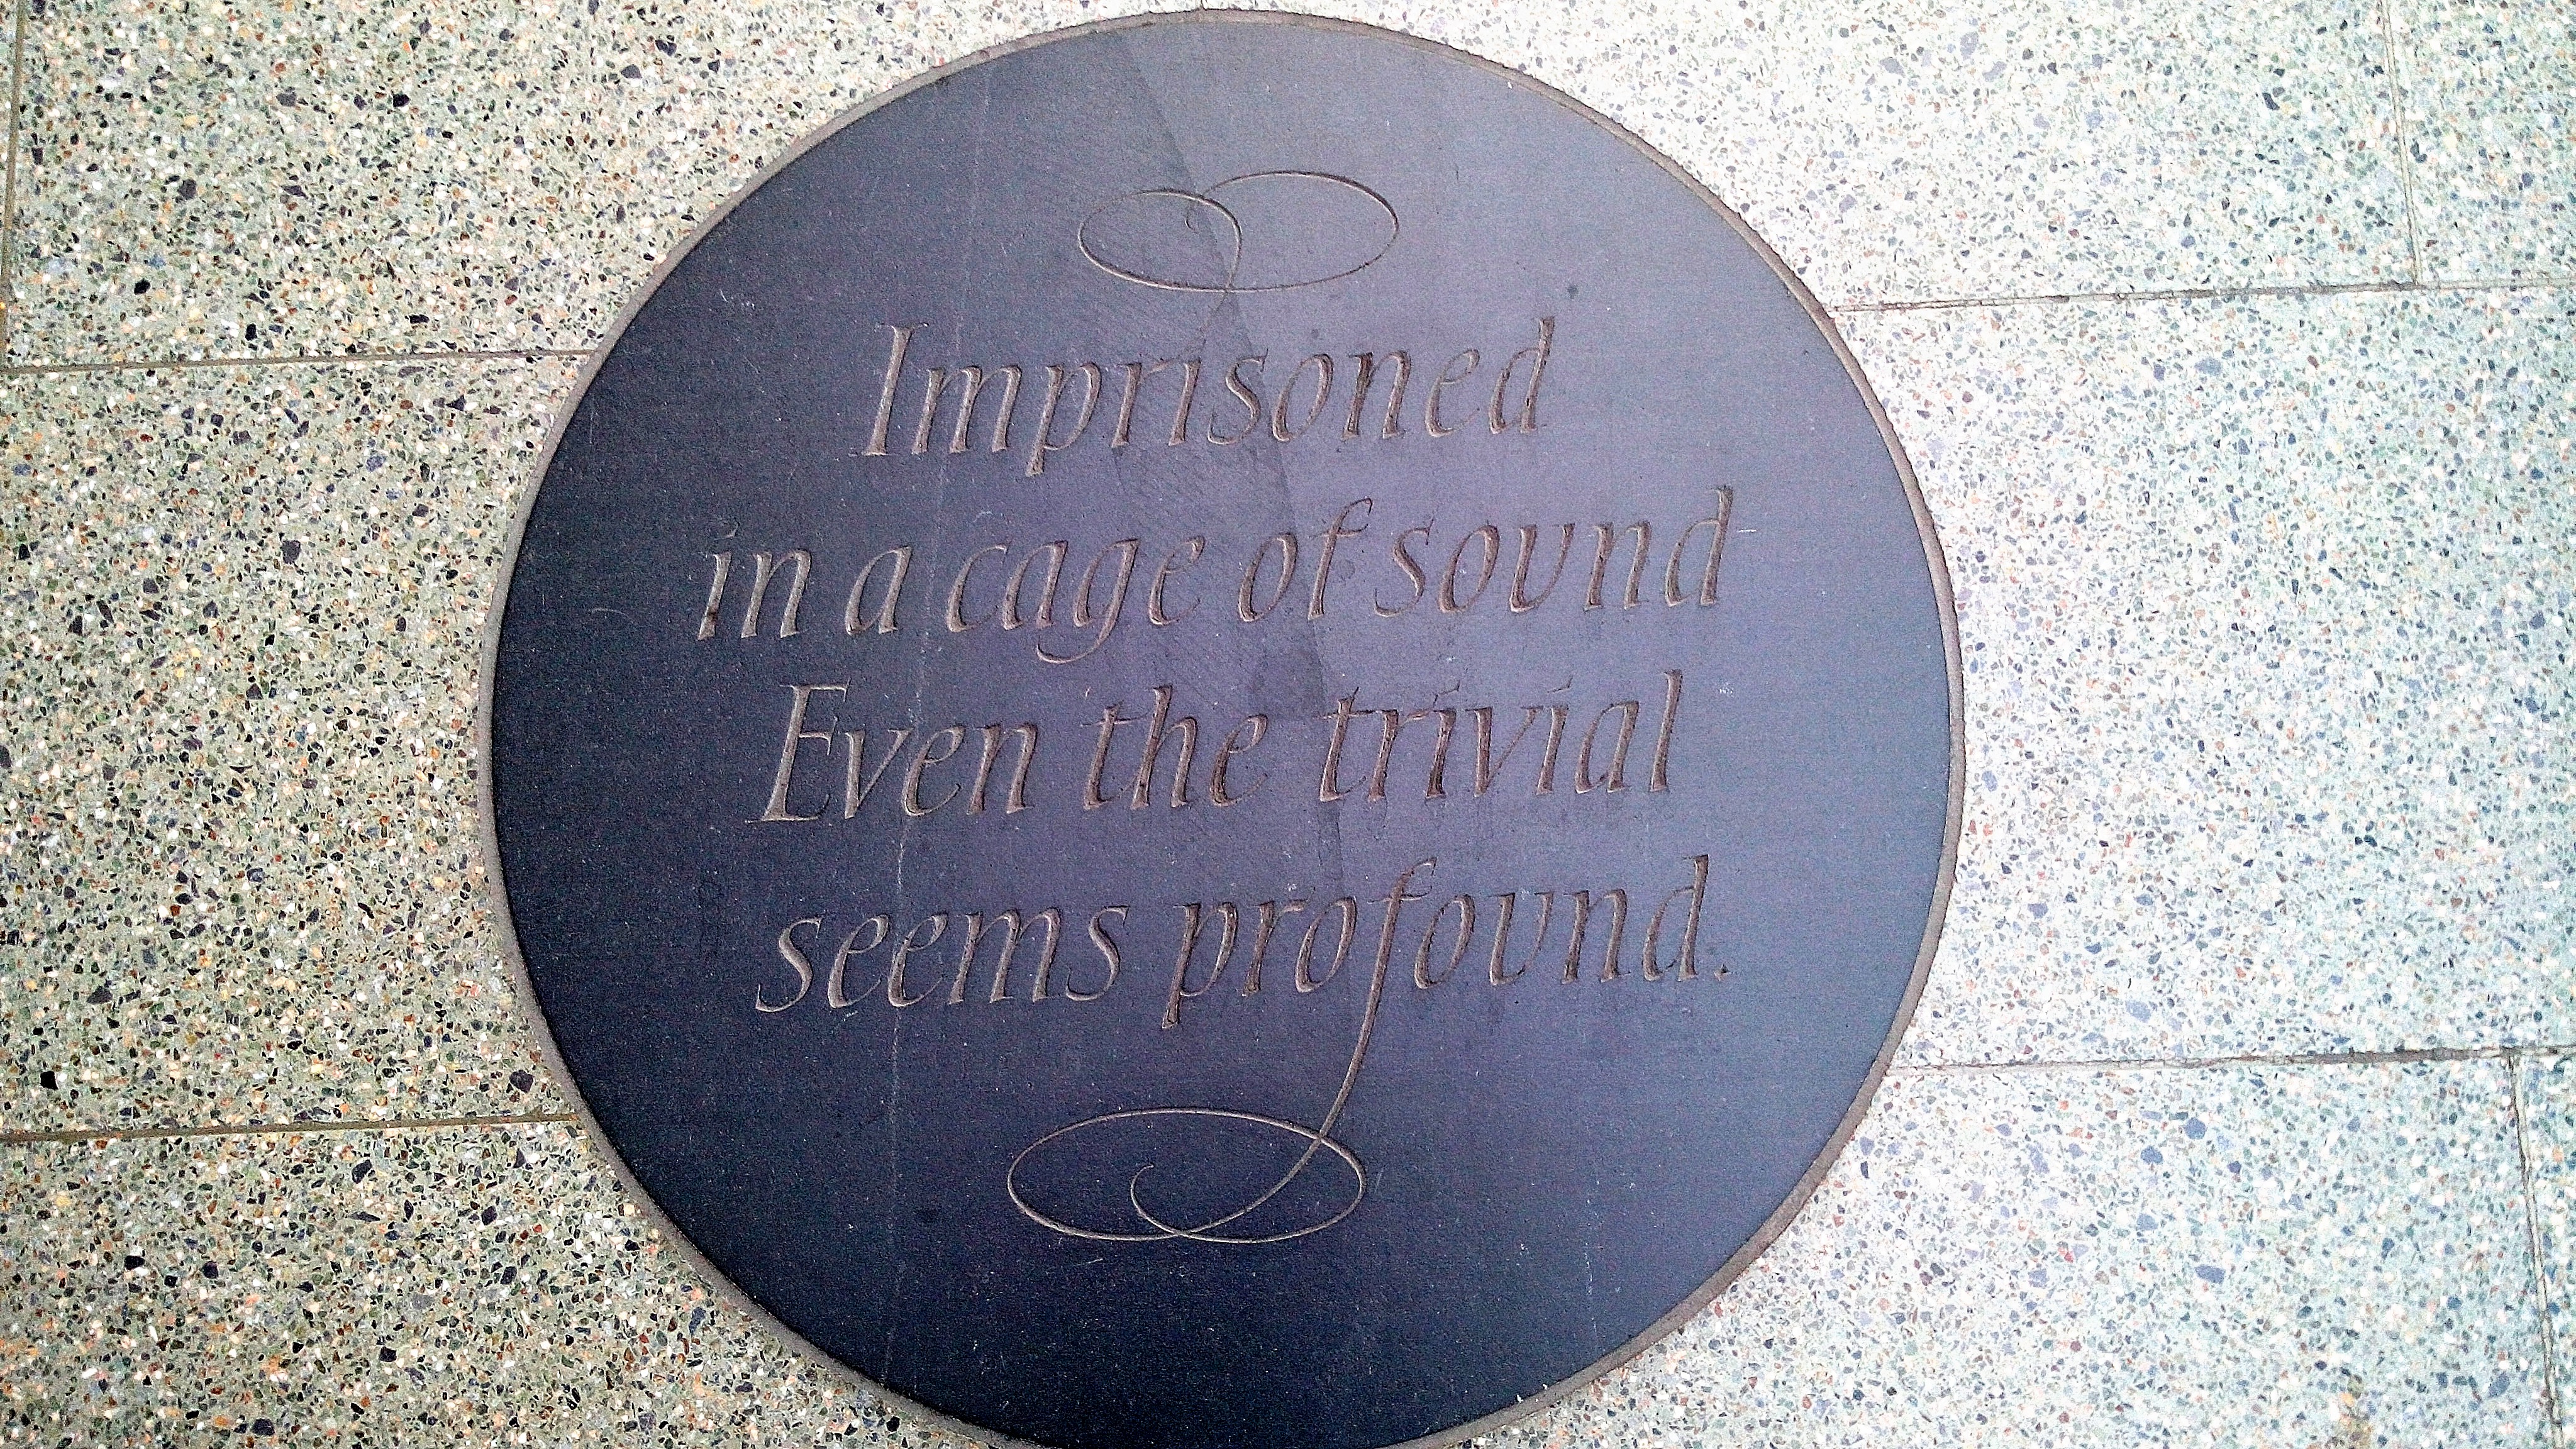 Imprisoned
in a cage of sound
Even the trivial
seems profound.